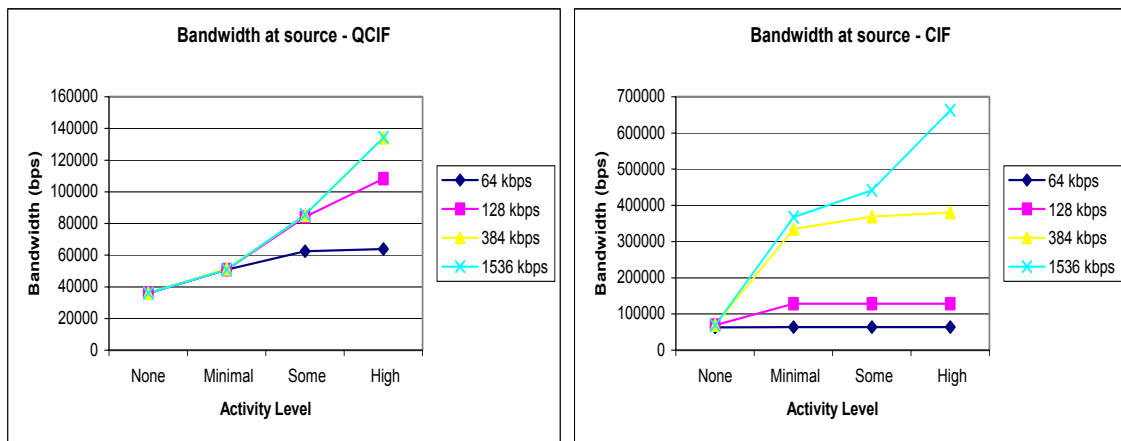 Bandwidth at source - QCIF
Bandwidth (bps)
160000
140000
120000
100000
80000
60000
40000
20000
0
None Minimal Some High
Activity Level
64 kbps
128 kbps
384 kbps
1536 kbps
Bandwidth at source - CIF
Bandwidth (bps)
700000
600000
500000
400000
300000
200000
100000
0
None Minimal Some High
Activity Level
64 kbps
128 kbps
384 kbps
1536 kbps